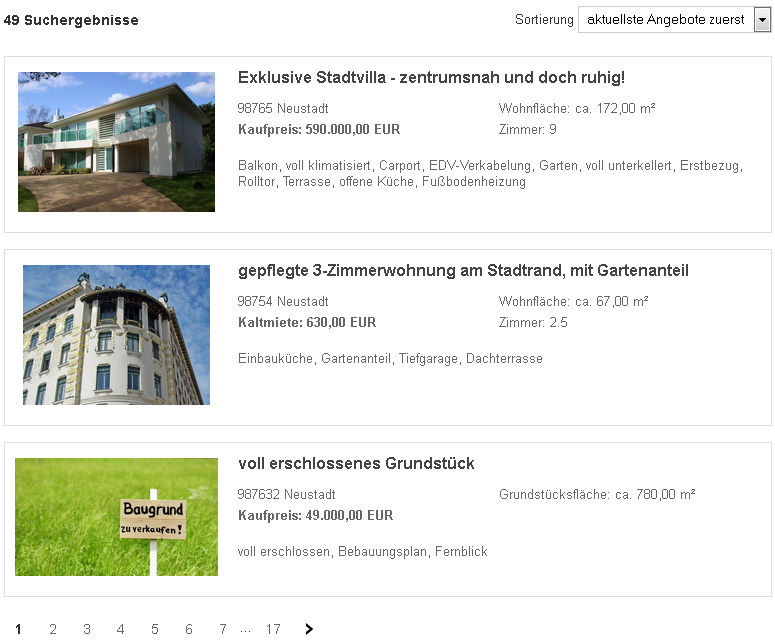 49 Suchergebnisse
Sortierung aktuellste Angebote zuerst
Exklusive Stadtvilla - zentrumsnah und doch ruhig!
98765 Neustadt Wohnfläche: ca. 172,00 m²
Kaufpreis: 590.000,00 EUR Zimmer: 9
Balkon, voll klimatisiert, Carport, EDV-Verkabelung, Garten, voll unterkellert, Erstbezug,
Rolltor, Terrasse, offene Küche, Fußbodenheizung
gepflegte 3-Zimmerwohnung am Stadtrand, mit Gartenanteil
98754 Neustadt Wohnfläche: ca. 67,00 m²
Kaltmiete: 630,00 EUR Zimmer: 2.5
Einbauküche, Gartenanteil, Tiefgarage, Dachterrasse
voll erschlossenes Grundstück
987632 Neustadt Grundstücksfläche: ca. 780,00 m²
Kaufpreis: 49.000,00 EUR
voll erschlossen, Bebauungsplan, Fernblick
Baugrund
zu verkaufen!
1 2 3 4 5 6 7 ... 17 >